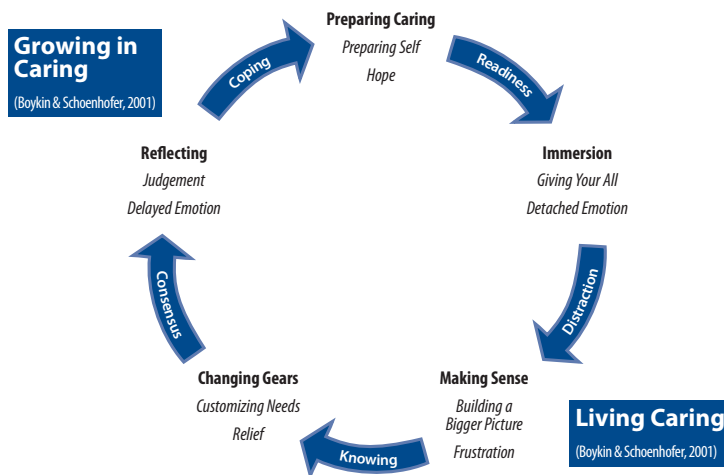 Growing in
Caring
(Boykin & Schoenhofer, 2001)
Preparing Caring
Preparing Self
Hope
Coping
Readiness
Reflecting
Judgement
Delayed Emotion
Immersion
Giving Your All
Detached Emotion
Consensus
Distraction
Changing Gears
Customizing Needs
Relief
Knowing
Making Sense
Building a
Bigger Picture
Frustration
Living Caring
(Boykin & Schoenhofer, 2001)